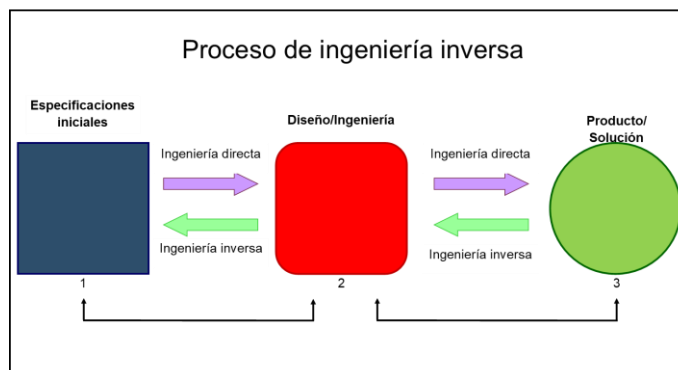 Proceso de ingeniería inversa
Especificaciones
iniciales
Diseño/Ingeniería
Producto/
Solución
Ingeniería directa
Ingeniería directa
Ingeniería inversa
Ingeniería inversa
1
2
3